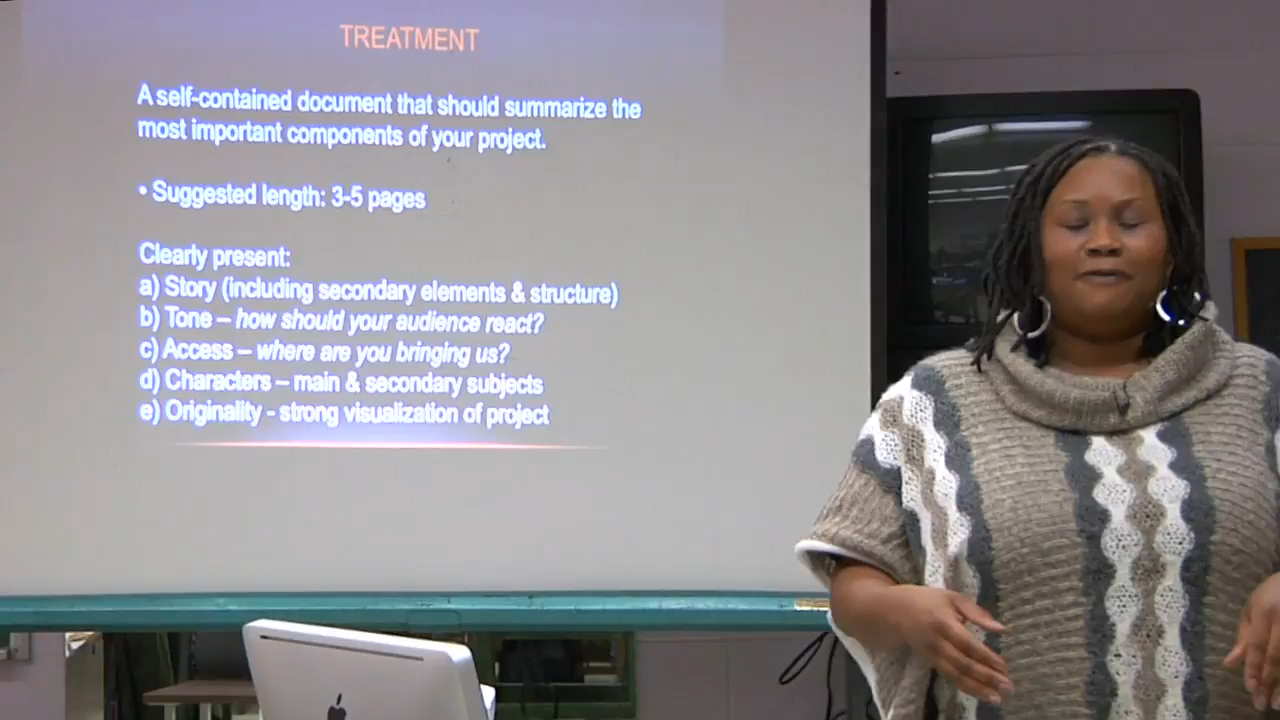 TREATMENT
A self-contained document that should summarize the
most important components of your project.
• Suggested length: 3-5 pages
Clearly present:
a) Story (including secondary elements & structure)
b) Tone – how should your audience react?
c) Access – where are you bringing us?
d) Characters – main & secondary subjects
e) Originality - strong visualization of project